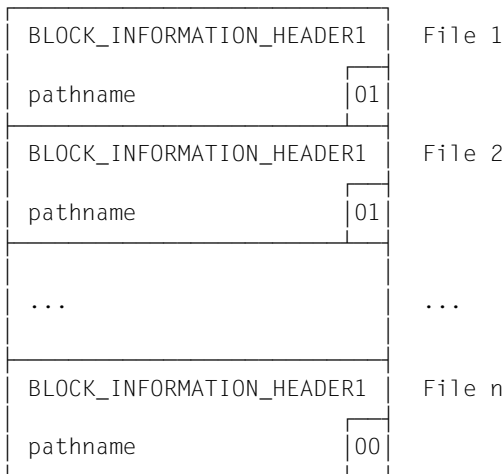 BLOCK_INFORMATION_HEADER1 File 1
pathname 01
BLOCK_INFORMATION_HEADER1 File 2
pathname 01
... ...
BLOCK_INFORMATION_HEADER1 File n
pathname 00